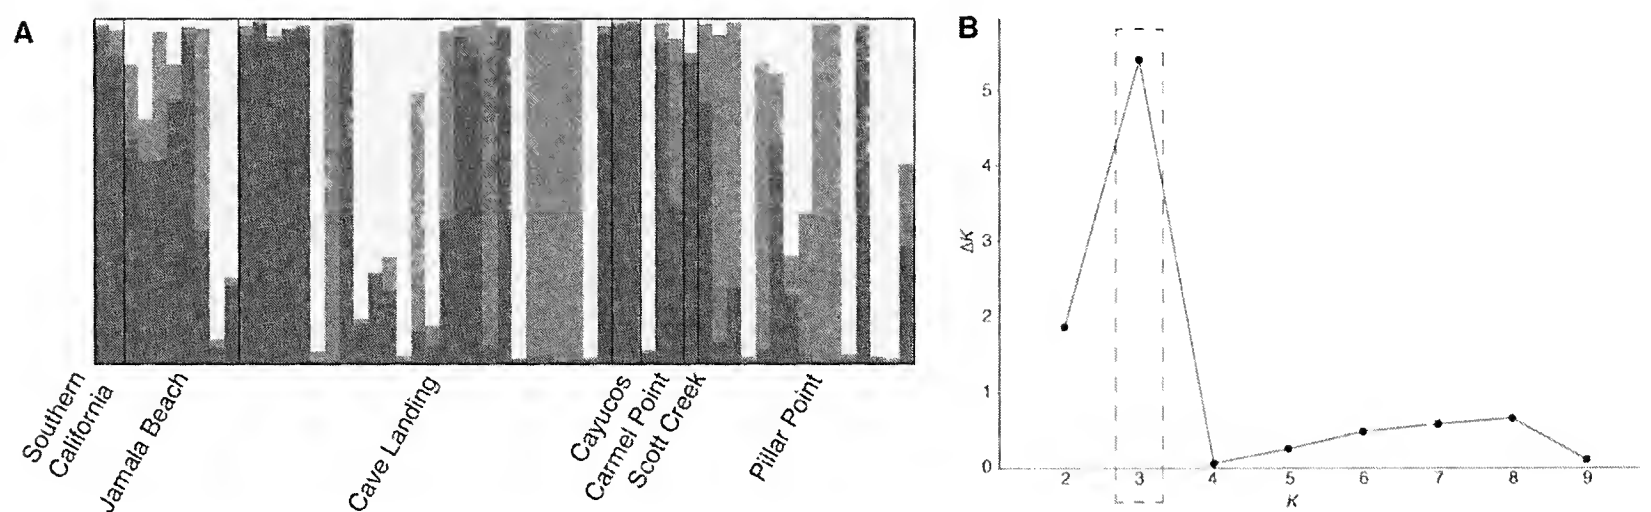 A
Southern
California
Jamala Beach
Cave Landing
Cayucos
Carmel Point
Scott Creek
Pillar Point
B
5
4
3
2
1
0
ΔK
2 3 4 5 6 7 8 9
K